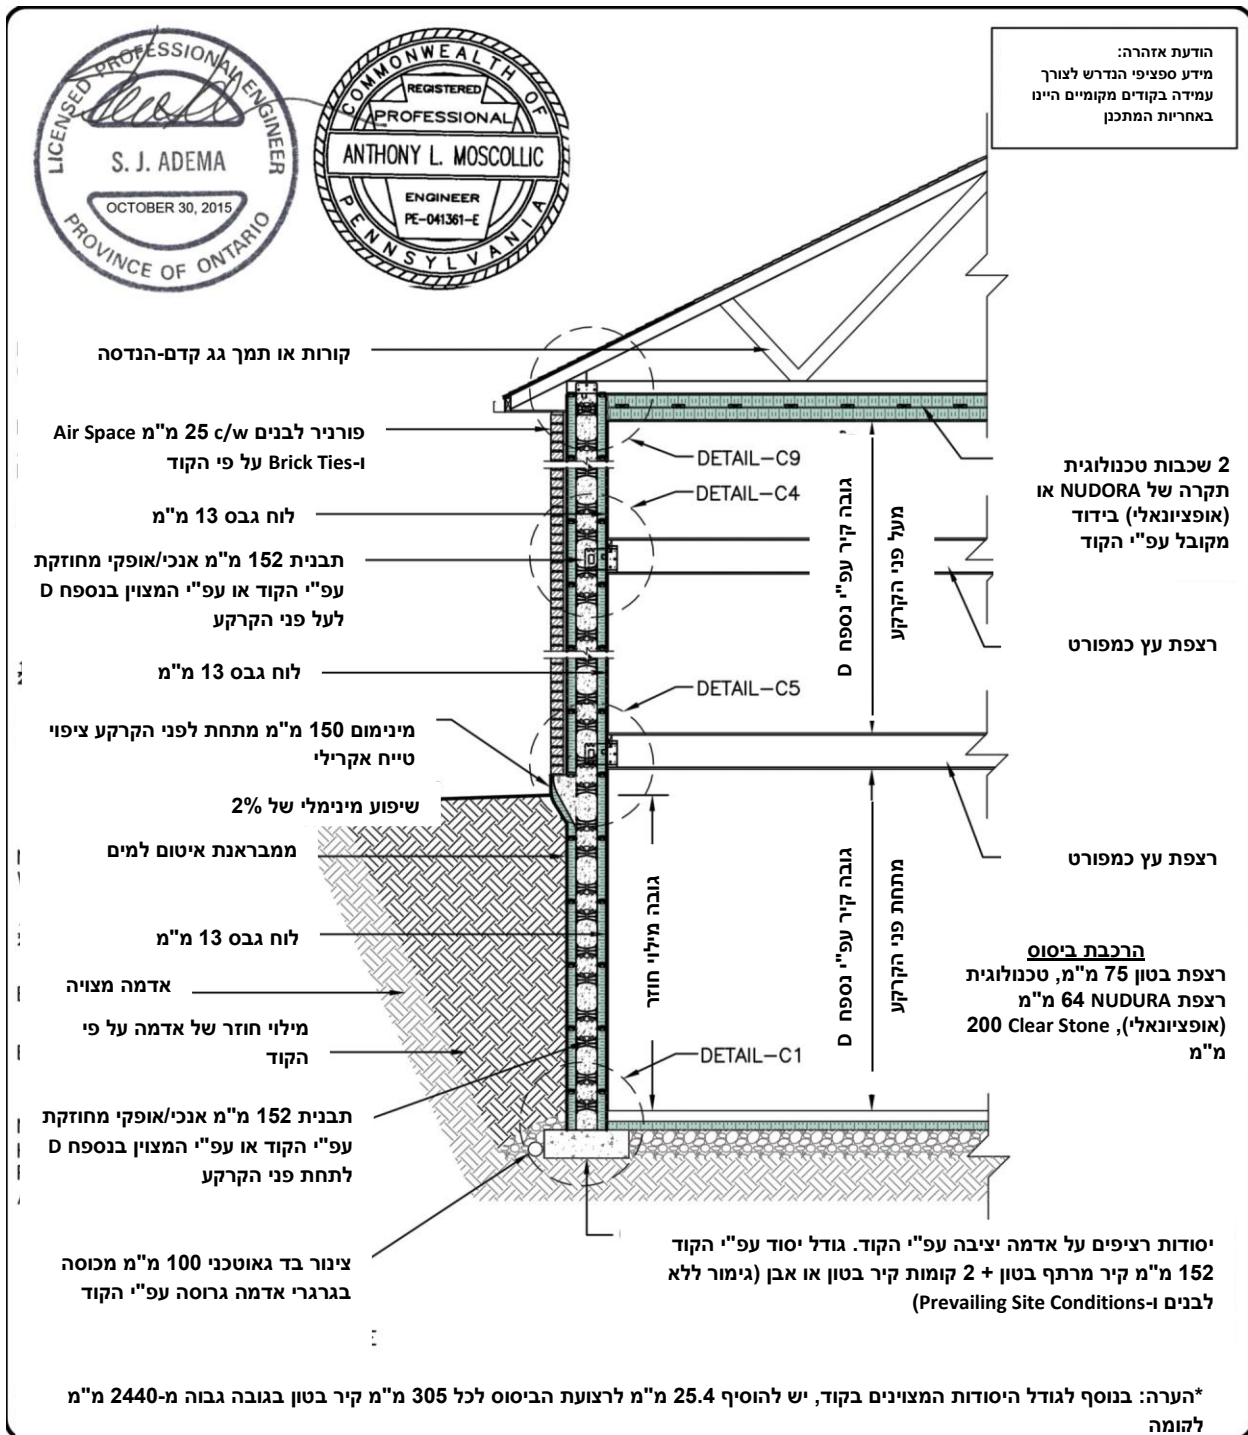 LICENSED PROFESSIONAL ENGINEER
S. J. ADEMA
OCTOBER 30, 2015
PROVINCE OF ONTARIO
COMMONWEALTH OF
REGISTERED
PROFESSIONAL
ANTHONY L. MOSCOLLIC
ENGINEER
PE-041361-E
PENNSYLVANIA
הודעת אזהרה:
מידע ספציפי הנדרש לצורך
עמידה בקודים מקומיים היינו
באחריות המתכנן
קורות או תמך גג קדם-הנדסה
פורניר לבנים c/w 25 מ"מ Air Space
ו-Brick Ties על פי הקוד
לוח גבס 13 מ"מ
תבנית 152 מ"מ אנכי/אופקי מחוזקת
עפ"י הקוד או עפ"י המצוין בנספח D
לעל פני הקרקע
לוח גבס 13 מ"מ
מינימום 150 מ"מ מתחת לפני הקרקע ציפוי
טייח אקרילי
שיפוע מינימלי של 2%
ממבראנת איטום למים
לוח גבס 13 מ"מ
אדמה מצויה
מילוי חוזר של אדמה על פי
הקוד
תבנית 152 מ"מ אנכי/אופקי מחוזקת
עפ"י הקוד או עפ"י המצוין בנספח D
לתחת פני הקרקע
צינור בד גאוטכני 100 מ"מ מכוסה
בגרגרי אדמה גרוסה עפ"י הקוד
DETAIL-C9
DETAIL-C4
DETAIL-C5
DETAIL-C1
גובה קיר עפ"י נספח D
מעל פני הקרקע
גובה מילוי חוזר
גובה קיר עפ"י נספח D
מתחת פני הקרקע
2 שכבות טכנולוגית
תקרה של NUDORA או
(אופציונאלי) בידוד
מקובל עפ"י הקוד
רצפת עץ כמפורט
רצפת עץ כמפורט
הרכבת ביסוס
רצפת בטון 75 מ"מ, טכנולוגית
רצפת NUDURA 64 מ"מ
(אופציונאלי), Clear Stone 200
מ"מ
יסודות רציפים על אדמה יציבה עפ"י הקוד. גודל יסוד עפ"י הקוד
152 מ"מ קיר מרתף בטון + 2 קומות קיר בטון או אבן (גימור ללא
לבנים ו-Prevailing Site Conditions)
*הערה: בנוסף לגודל היסודות המצוינים בקוד, יש להוסיף 25.4 מ"מ לרצועת הביסוס לכל 305 מ"מ קיר בטון בגובה גבוה מ-2440 מ"מ
לקומה